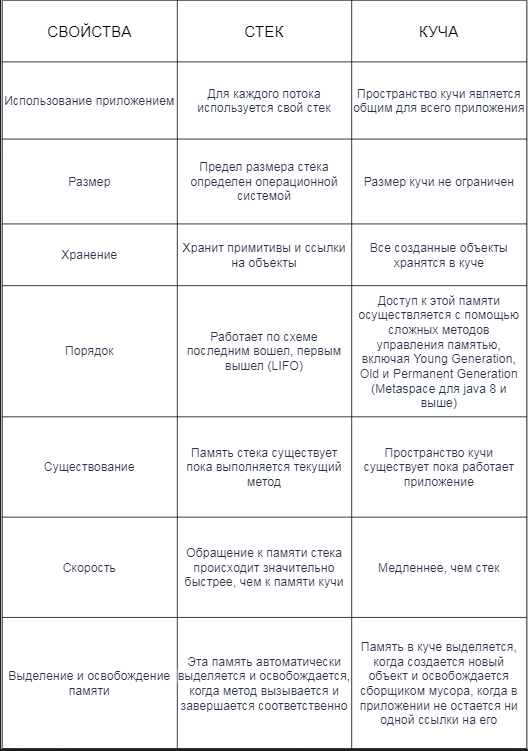 СВОЙСТВА
СТЕК
КУЧА
Использование приложением
Для каждого потока
используется свой стек
Пространство кучи является
общим для всего приложения
Размер
Предел размера стека
определен операционной
системой
Размер кучи не ограничен
Хранение
Хранит примитивы и ссылки
на объекты
Все созданные объекты
хранятся в куче
Порядок
Работает по схеме
последним вошел, первым
вышел (LIFO)
Доступ к этой памяти
осуществляется с помощью
сложных методов
управления памятью,
включая Young Generation,
Old и Permanent Generation
(Metaspace для java 8 и
выше)
Существование
Память стека существует
пока выполняется текущий
метод
Пространство кучи
существует пока работает
приложение
Скорость
Обращение к памяти стека
происходит значительно
быстрее, чем к памяти кучи
Медленнее, чем стек
Выделение и освобождение
памяти
Эта память автоматически
выделяется и освобождается,
когда метод вызывается и
завершается соответственно
Память в куче выделяется,
когда создается новый
объект и освобождается
сборщиком мусора, когда в
приложении не остается ни
одной ссылки на его